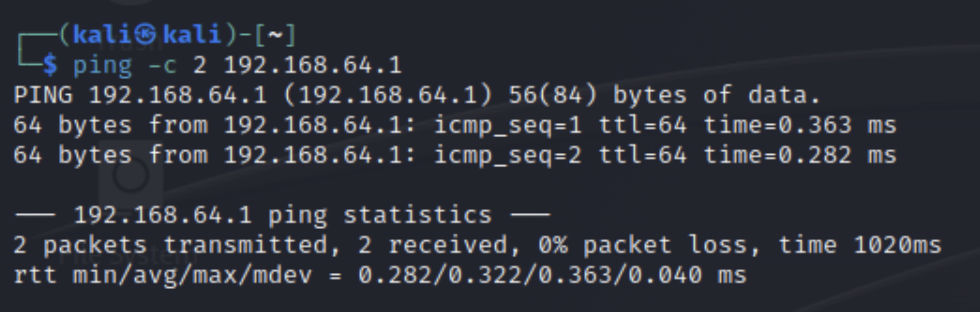 (kali㉿kali)-[~]
$ ping -c 2 192.168.64.1
PING 192.168.64.1 (192.168.64.1) 56(84) bytes of data.
64 bytes from 192.168.64.1: icmp_seq=1 ttl=64 time=0.363 ms
64 bytes from 192.168.64.1: icmp_seq=2 ttl=64 time=0.282 ms
--- 192.168.64.1 ping statistics ---
2 packets transmitted, 2 received, 0% packet loss, time 1020ms
rtt min/avg/max/mdev = 0.282/0.322/0.363/0.040 ms